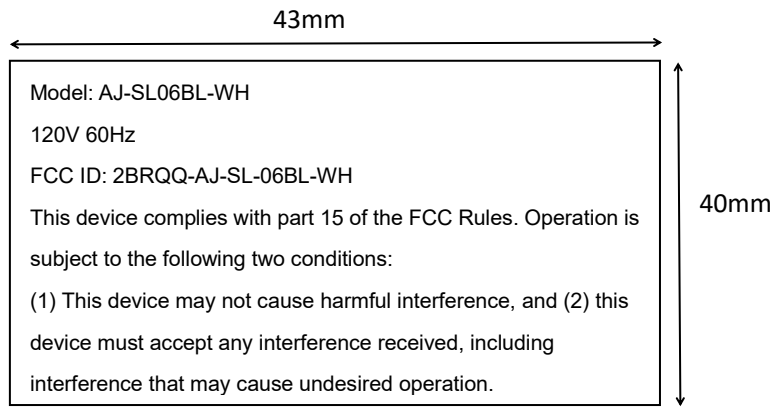 43mm
Model: AJ-SL06BL-WH
120V 60Hz
FCC ID: 2BRQQ-AJ-SL-06BL-WH
This device complies with part 15 of the FCC Rules. Operation is
subject to the following two conditions:
(1) This device may not cause harmful interference, and (2) this
device must accept any interference received, including
interference that may cause undesired operation.
40mm